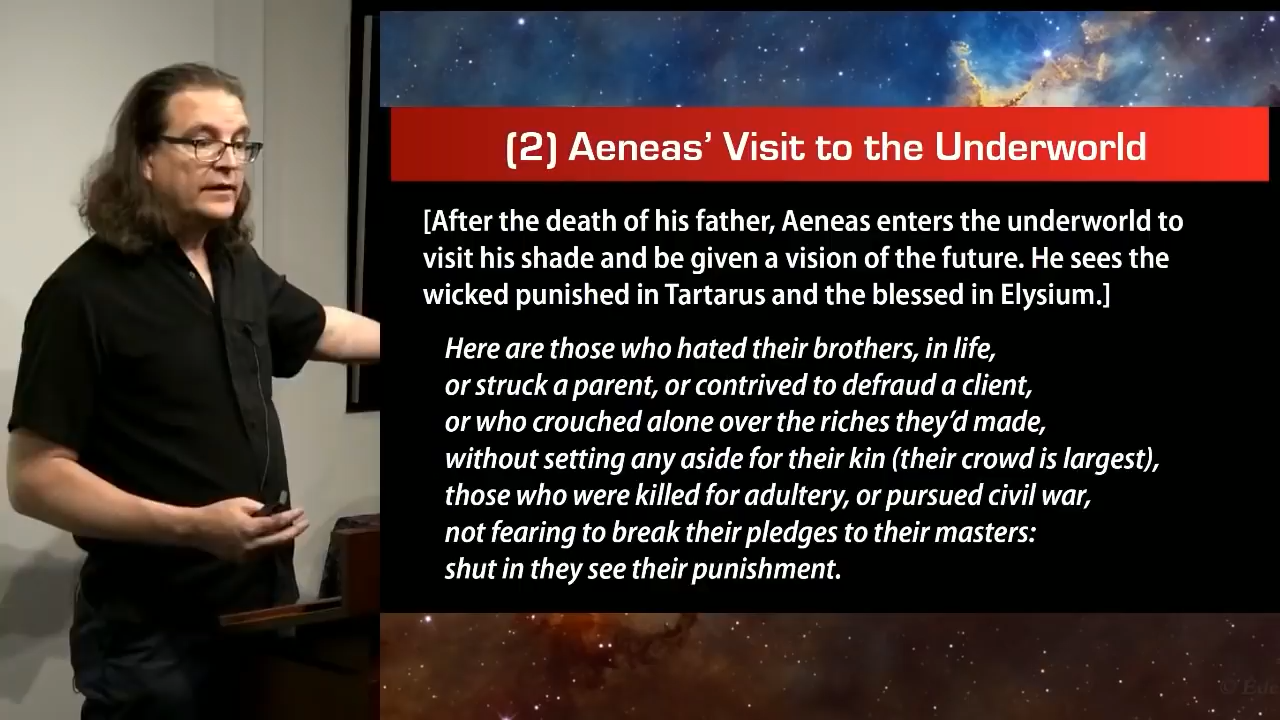 (2) Aeneas’ Visit to the Underworld
[After the death of his father, Aeneas enters the underworld to
visit his shade and be given a vision of the future. He sees the
wicked punished in Tartarus and the blessed in Elysium.]
Here are those who hated their brothers, in life,
or struck a parent, or contrived to defraud a client,
or who crouched alone over the riches they’d made,
without setting any aside for their kin (their crowd is largest),
those who were killed for adultery, or pursued civil war,
not fearing to break their pledges to their masters:
shut in they see their punishment.